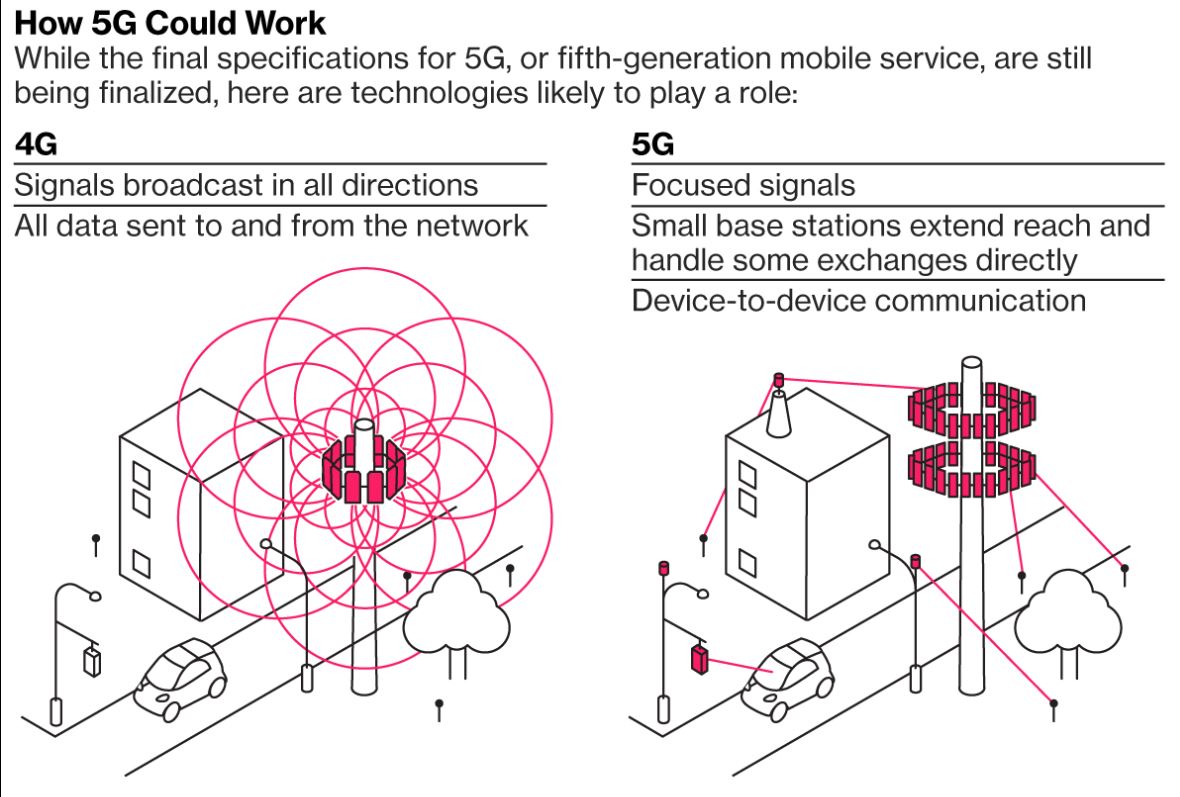 How 5G Could Work
While the final specifications for 5G, or fifth-generation mobile service, are still
being finalized, here are technologies likely to play a role:
4G
Signals broadcast in all directions
All data sent to and from the network
5G
Focused signals
Small base stations extend reach and
handle some exchanges directly
Device-to-device communication